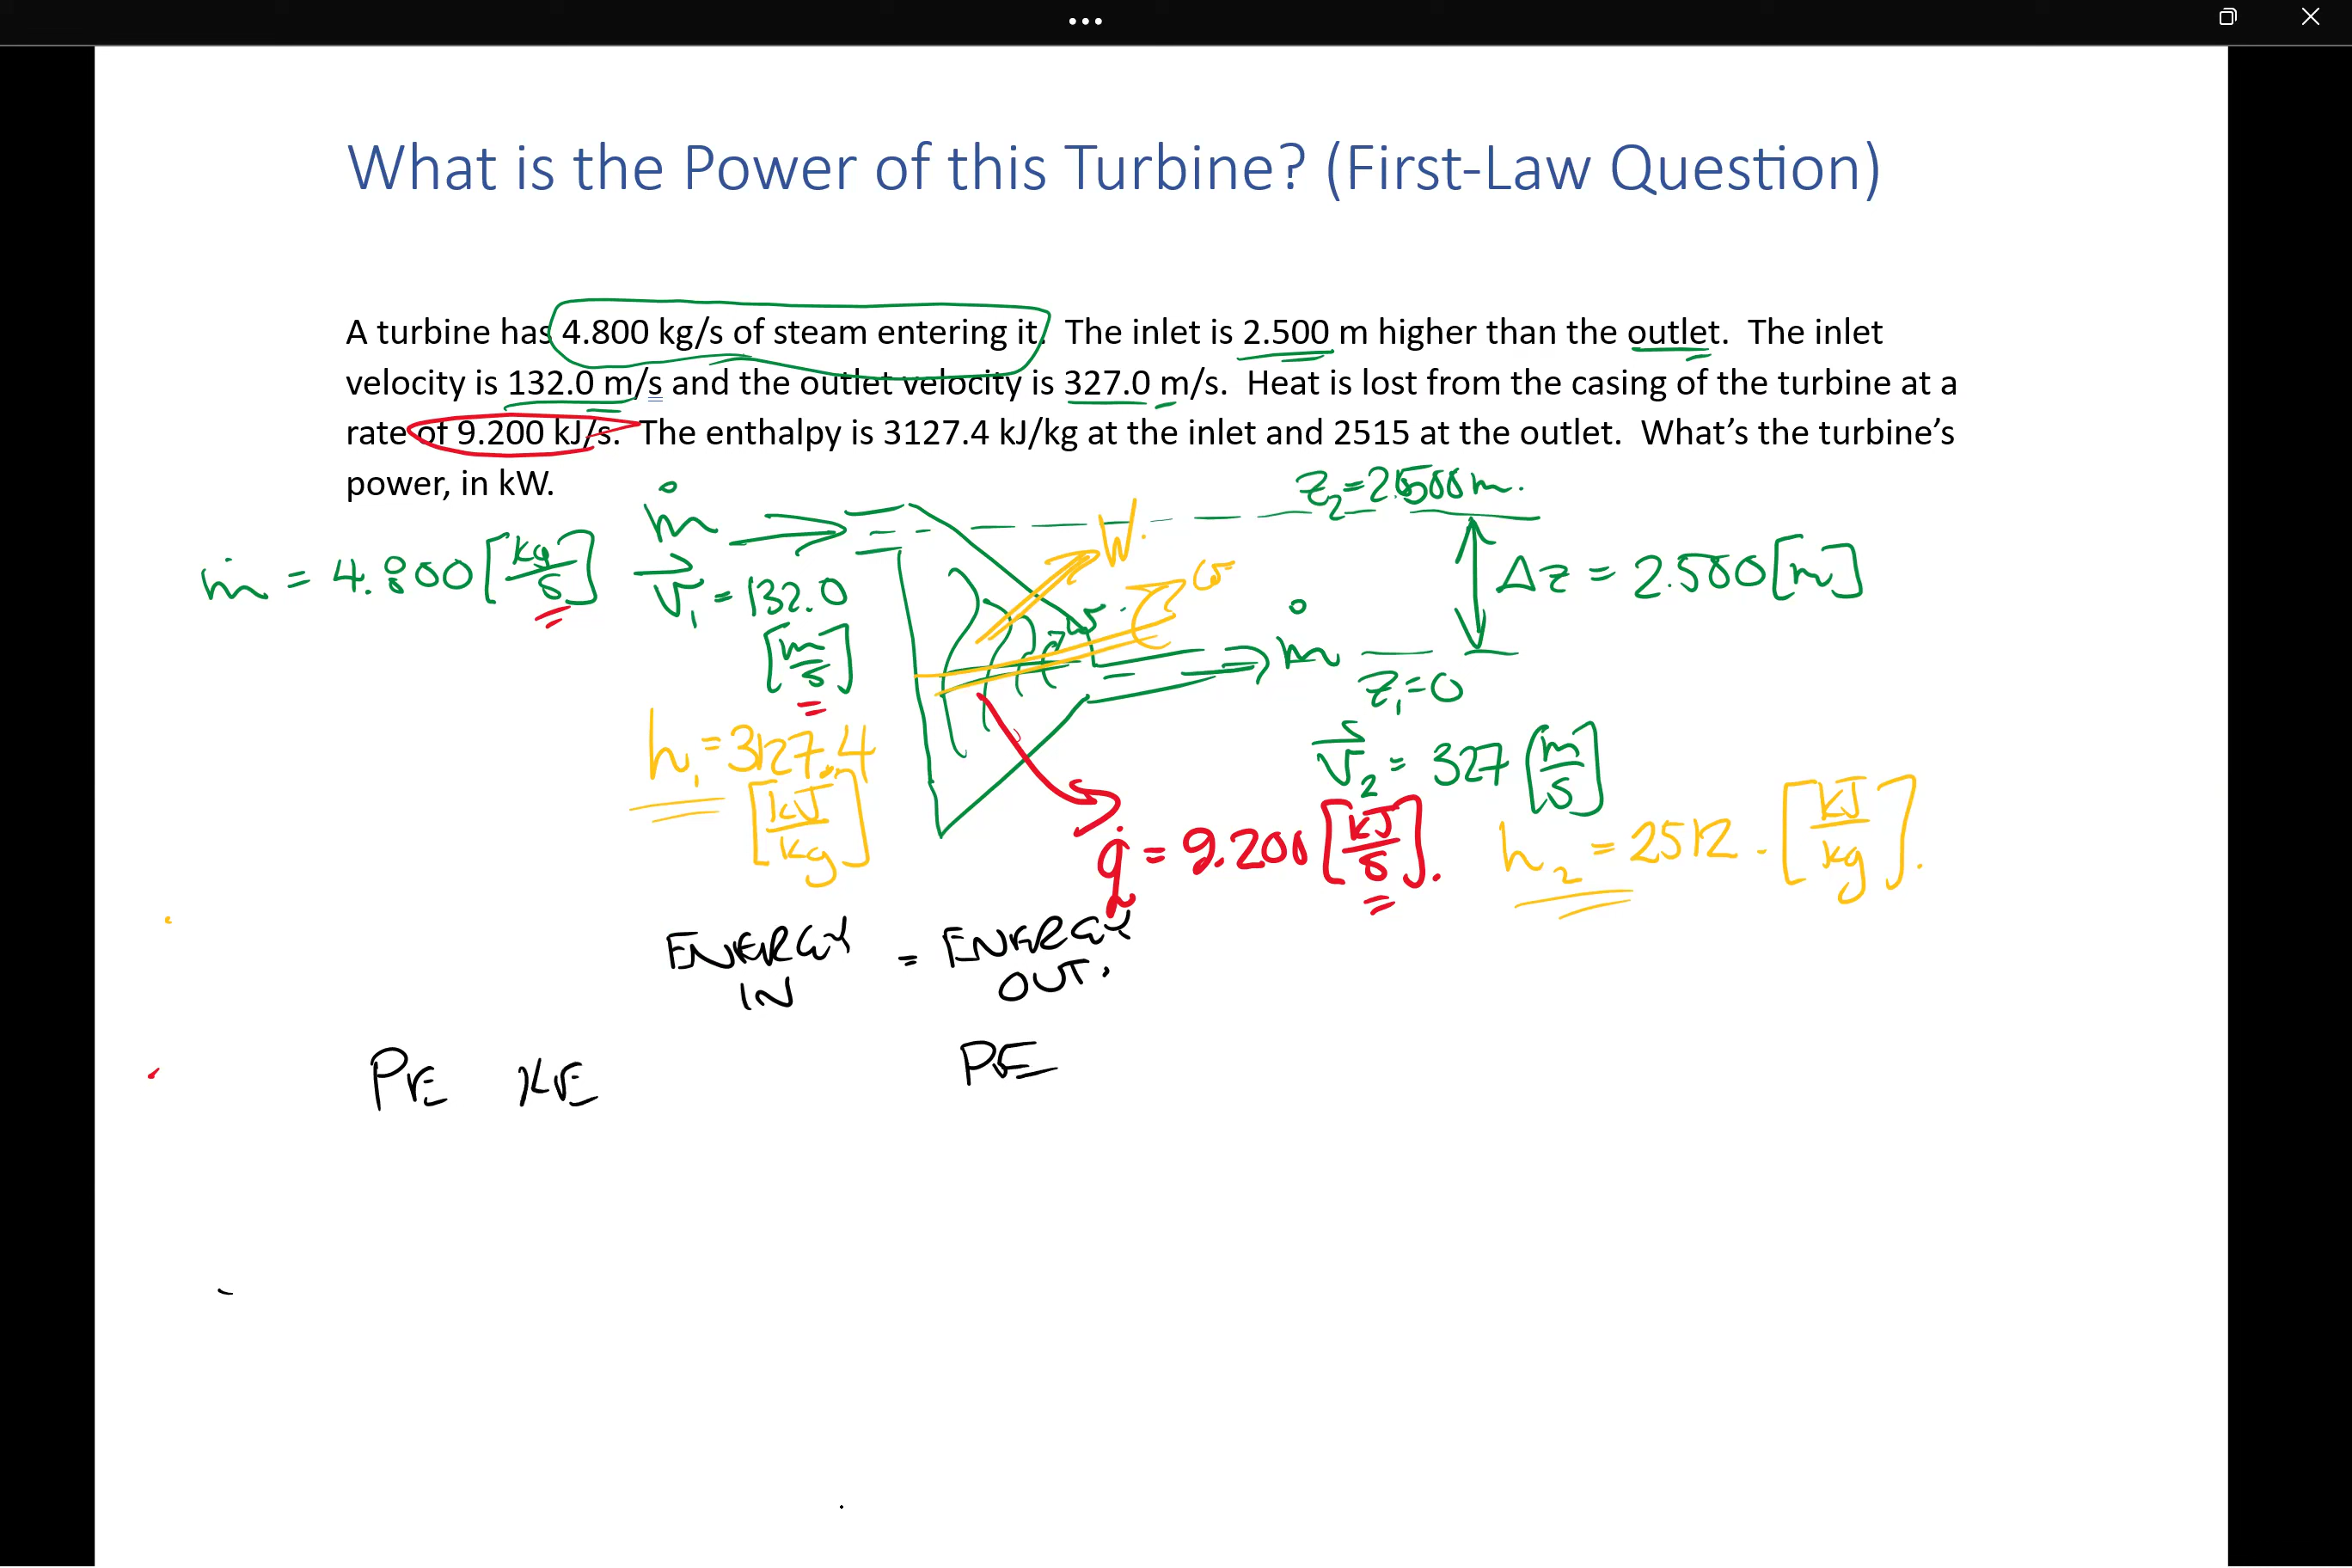 What is the Power of this Turbine? (First-Law Question)
A turbine has 4.800 kg/s of steam entering it. The inlet is 2.500 m higher than the outlet. The inlet
velocity is 132.0 m/s and the outlet velocity is 327.0 m/s. Heat is lost from the casing of the turbine at a
rate of 9.200 kJ/s. The enthalpy is 3127.4 kJ/kg at the inlet and 2515 at the outlet. What's the turbine's
power, in kW.
z₂ = 2.500 m.
ṁ
W.
ṁ = 4.800 [kg/s]
Δz = 2.500 [m]
v⃗₁ = 132.0
[m/s]
ṁ
z₁ = 0
h₁ = 3127.4
[kJ/kg]
v⃗₂ = 327 [m/s]
q̇ = 9.200 [kJ/s].
h₂ = 2512. [kJ/kg].
ENERGY IN = ENERGY OUT.
PE KE PE